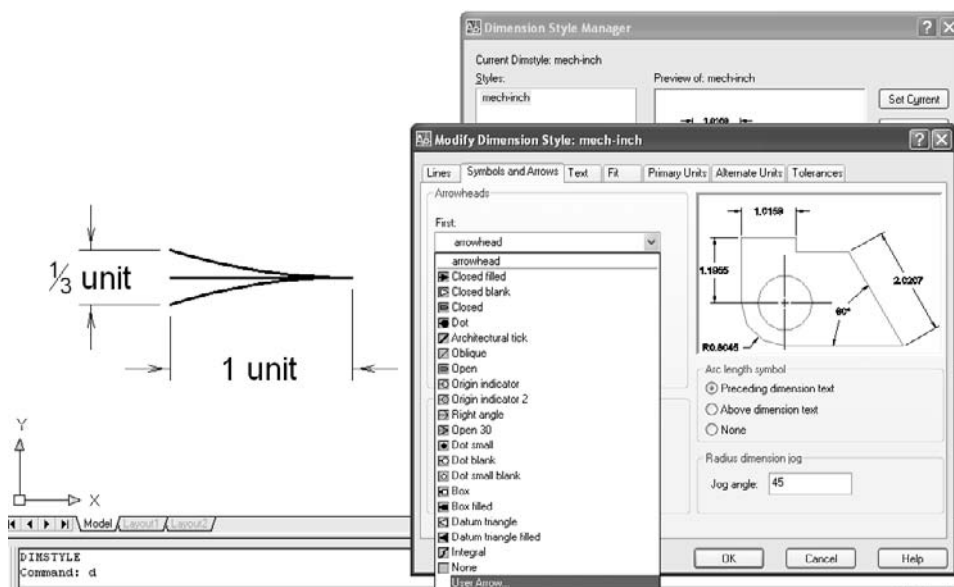 Dimension Style Manager
Current Dimstyle: mech-inch
Styles:
Preview of: mech-inch
mech-inch
Set Current
1.0159
Modify Dimension Style: mech-inch
Lines
Symbols and Arrows
Text
Fit
Primary Units
Alternate Units
Tolerances
Arrowheads
First:
arrowhead
arrowhead
Closed filled
Closed blank
Closed
Dot
Architectural tick
Oblique
Open
Origin indicator
Origin indicator 2
Right angle
Open 30
Dot small
Dot blank
Dot small blank
Box
Box filled
Datum triangle
Datum triangle filled
Integral
None
User Arrow...
1.0159
1.1955
2.0207
60°
R0.8045
Arc length symbol
Preceding dimension text
Above dimension text
None
Radius dimension jog
Jog angle: 45
OK
Cancel
Help
1/3 unit
1 unit
Y
X
Model
Layout1
Layout2
DIMSTYLE
Command: d